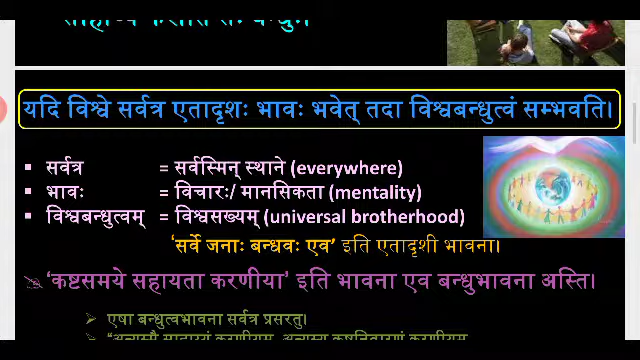 यदि विश्वे सर्वत्र एतादृशः भावः भवेत् तदा विश्वबन्धुत्वं सम्भवति।
▪ सर्वत्र = सर्वस्मिन् स्थाने (everywhere)
▪ भावः = विचारः/ मानसिकता (mentality)
▪ विश्वबन्धुत्वम् = विश्वसख्यम् (universal brotherhood)
‘सर्वे जनाः बन्धवः एव’ इति एतादृशी भावना।
‘कष्टसमये सहायता करणीया’ इति भावना एव बन्धुभावना अस्ति।
➢ एषा बन्धुत्वभावना सर्वत्र प्रसरतु।